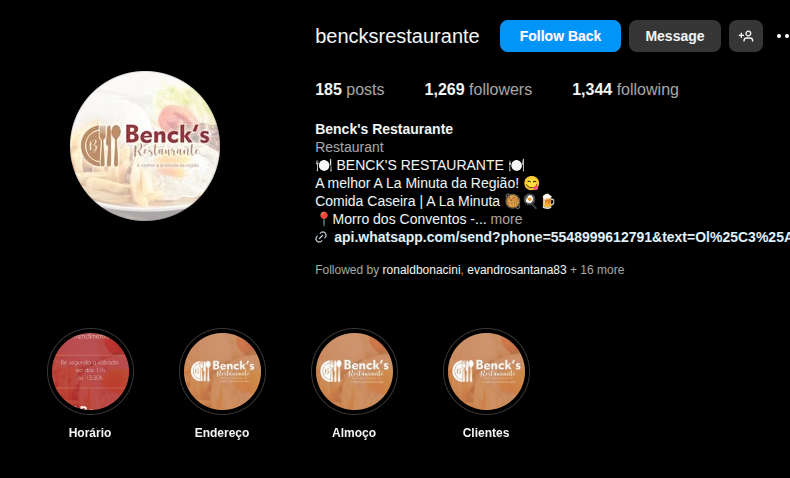 bencksrestaurante Follow Back Message
185 posts 1,269 followers 1,344 following
Benck's Restaurante
Restaurant
🍽️ BENCK'S RESTAURANTE 🍽️
A melhor A La Minuta da Região! 😋
Comida Caseira | A La Minuta 🥘🍳🍺
📍Morro dos Conventos -... more
api.whatsapp.com/send?phone=5548999612791&text=Ol%25C3%25A
Followed by ronaldbonacini, evandrosantana83 + 16 more
Benck's
Restaurante
a melhor a la minuta da região
De segunda a sábado
das 11h
às 13:30h
Horário
Benck's
Restaurante
Endereço
Benck's
Restaurante
Almoço
Benck's
Restaurante
Clientes